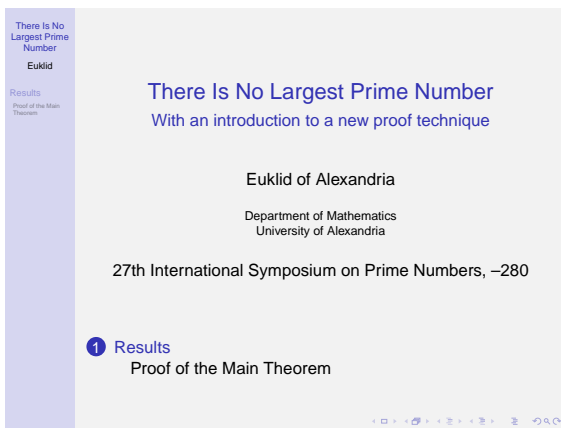 There Is No
Largest Prime
Number
Euklid
Results
Proof of the Main
Theorem
There Is No Largest Prime Number
With an introduction to a new proof technique
Euklid of Alexandria
Department of Mathematics
University of Alexandria
27th International Symposium on Prime Numbers, –280
1 Results
Proof of the Main Theorem